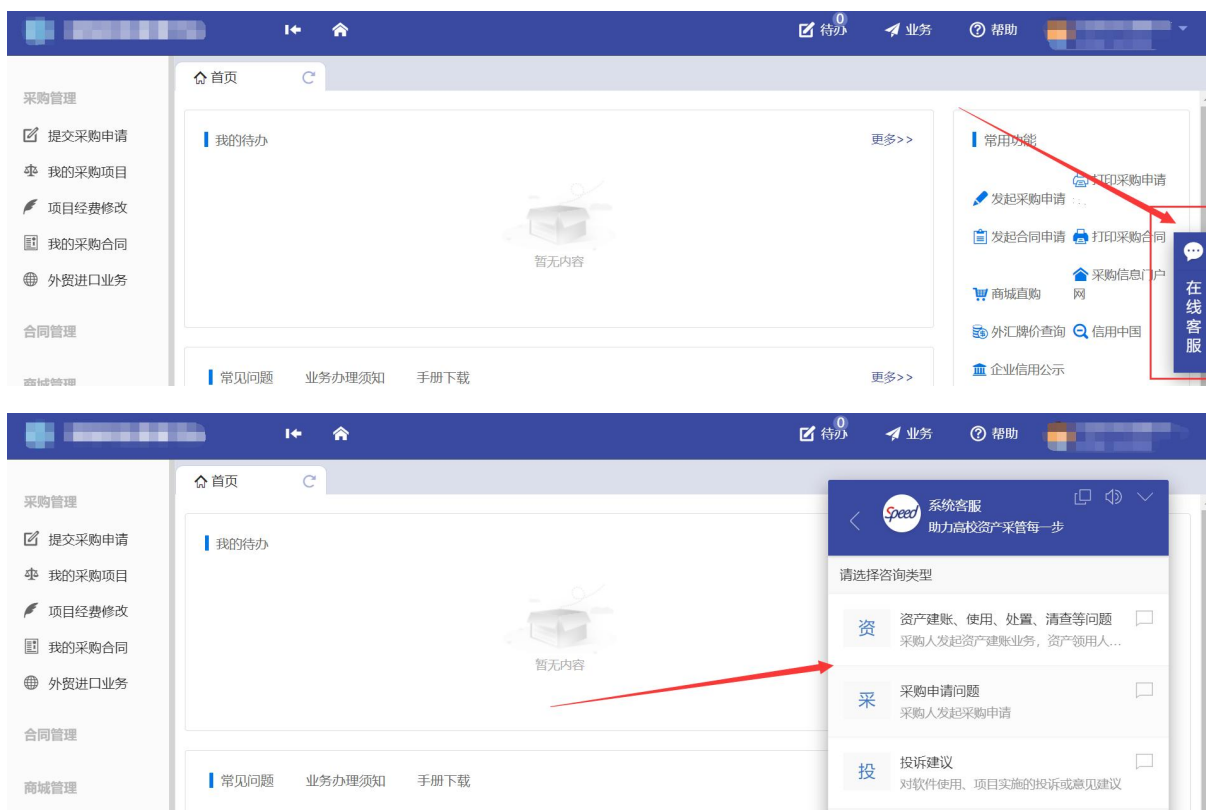 0
待办
业务
帮助
首页
采购管理
提交采购申请
我的采购项目
项目经费修改
我的采购合同
外贸进口业务
合同管理
商城管理
我的待办
更多>>
暂无内容
常见问题 业务办理须知 手册下载
更多>>
常用功能
发起采购申请
打印采购申请
发起合同申请
打印采购合同
商城直购
采购信息门户
网
外汇牌价查询
信用中国
企业信用公示
在线客服
0
待办
业务
帮助
首页
采购管理
提交采购申请
我的采购项目
项目经费修改
我的采购合同
外贸进口业务
合同管理
商城管理
我的待办
暂无内容
常见问题 业务办理须知 手册下载
Speed
系统客服
助力高校资产采管每一步
请选择咨询类型
资
资产建账、使用、处置、清查等问题
采购人发起资产建账业务，资产领用人...
采
采购申请问题
采购人发起采购申请
投
投诉建议
对软件使用、项目实施的投诉或意见建议